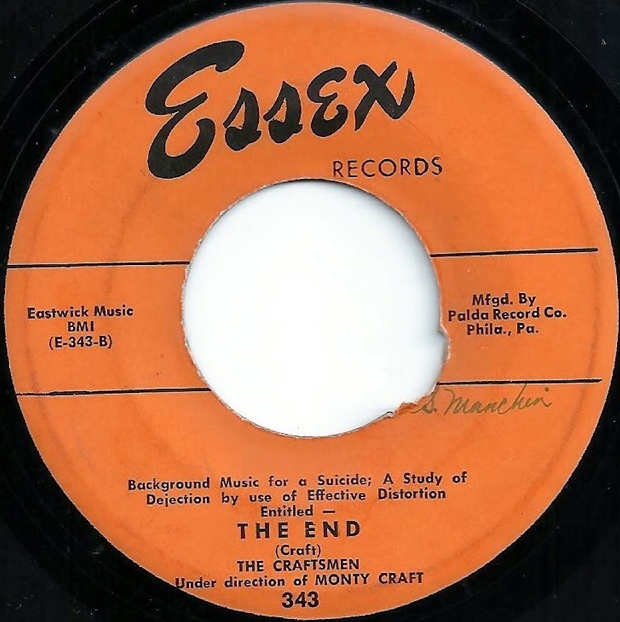 Essex
RECORDS
Eastwick Music
BMI
(E-343-B)
Mfgd. By
Palda Record Co.
Phila., Pa.
S. Manchin
Background Music for a Suicide; A Study of
Dejection by use of Effective Distortion
Entitled —
THE END
(Craft)
THE CRAFTSMEN
Under direction of MONTY CRAFT
343